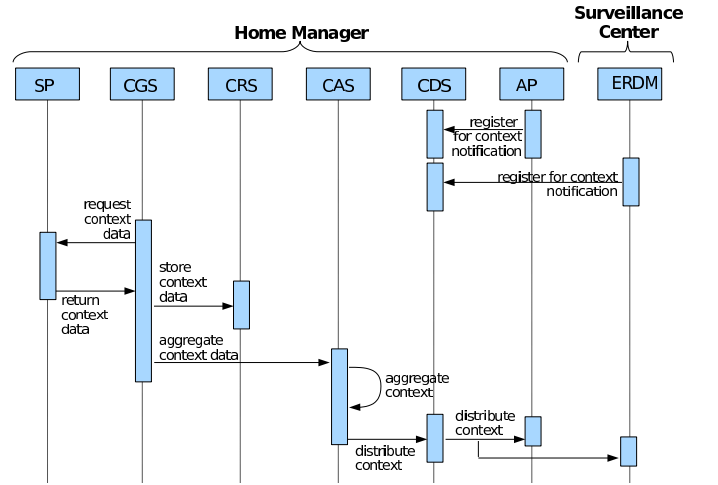 Surveillance
Center
Home Manager
SP
CGS
CRS
CAS
CDS
AP
ERDM
register
for context
notification
register for context
notification
request
context
data
store
context
data
return
context
data
aggregate
context data
aggregate
context
distribute
context
distribute
context